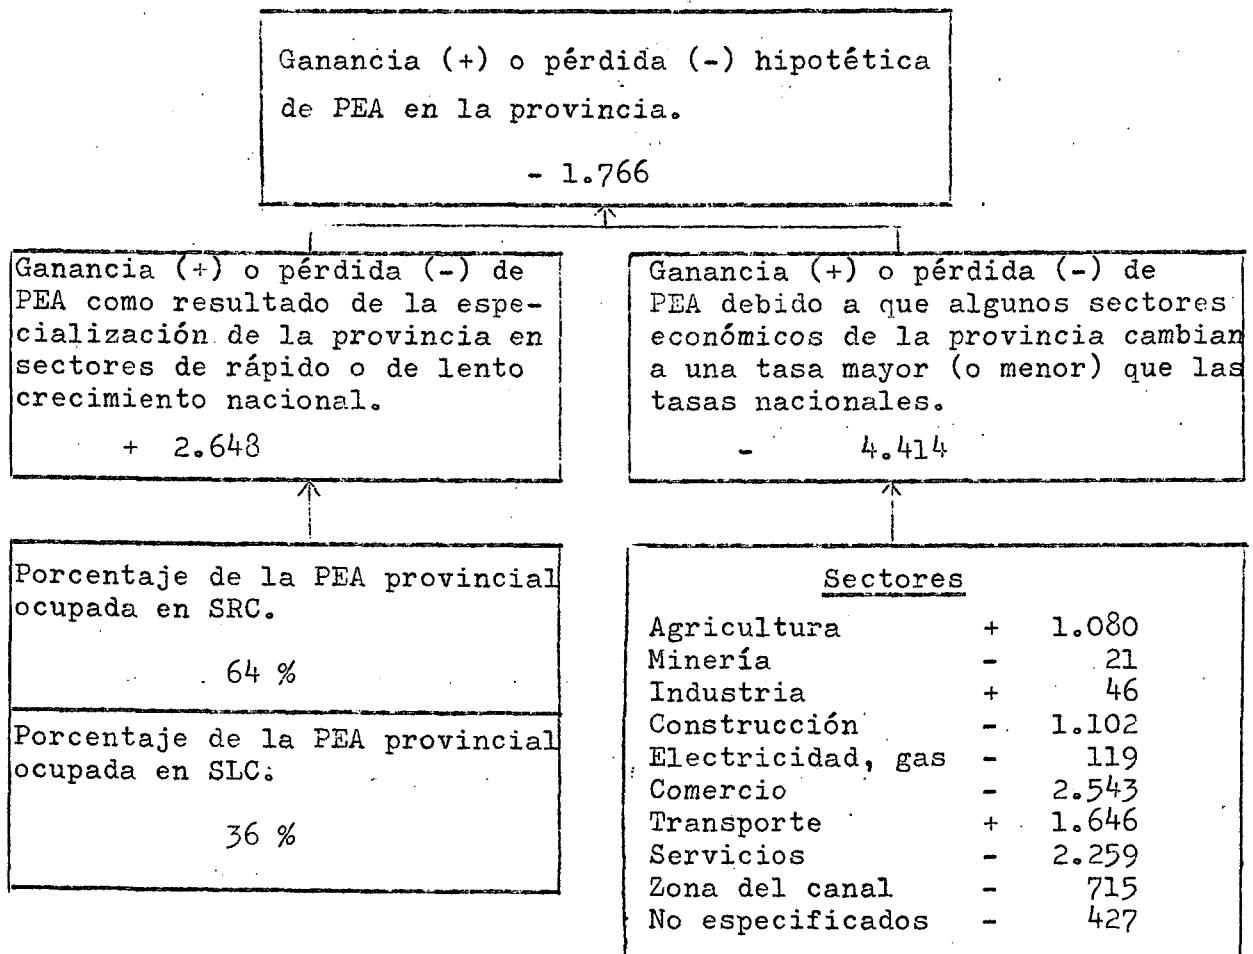 Ganancia (+) o pérdida (-) hipotética
de PEA en la provincia.
- 1.766
Ganancia (+) o pérdida (-) de
PEA como resultado de la espe-
cialización de la provincia en
sectores de rápido o de lento
crecimiento nacional.
+ 2.648
Ganancia (+) o pérdida (-) de
PEA debido a que algunos sectores
económicos de la provincia cambian
a una tasa mayor (o menor) que las
tasas nacionales.
- 4.414
Porcentaje de la PEA provincial
ocupada en SRC.
64 %
Porcentaje de la PEA provincial
ocupada en SLC.
36 %
Sectores
Agricultura + 1.080
Minería - 21
Industria + 46
Construcción - 1.102
Electricidad, gas - 119
Comercio - 2.543
Transporte + 1.646
Servicios - 2.259
Zona del canal - 715
No especificados - 427